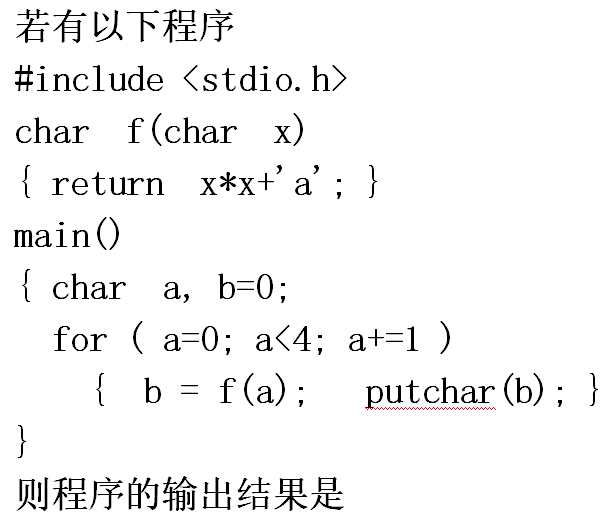 若有以下程序
#include <stdio.h>
char  f(char  x)
{ return  x*x+'a'; }
main()
{ char  a, b=0;
  for ( a=0; a<4; a+=1 )
    {  b = f(a);   putchar(b); }
}
则程序的输出结果是